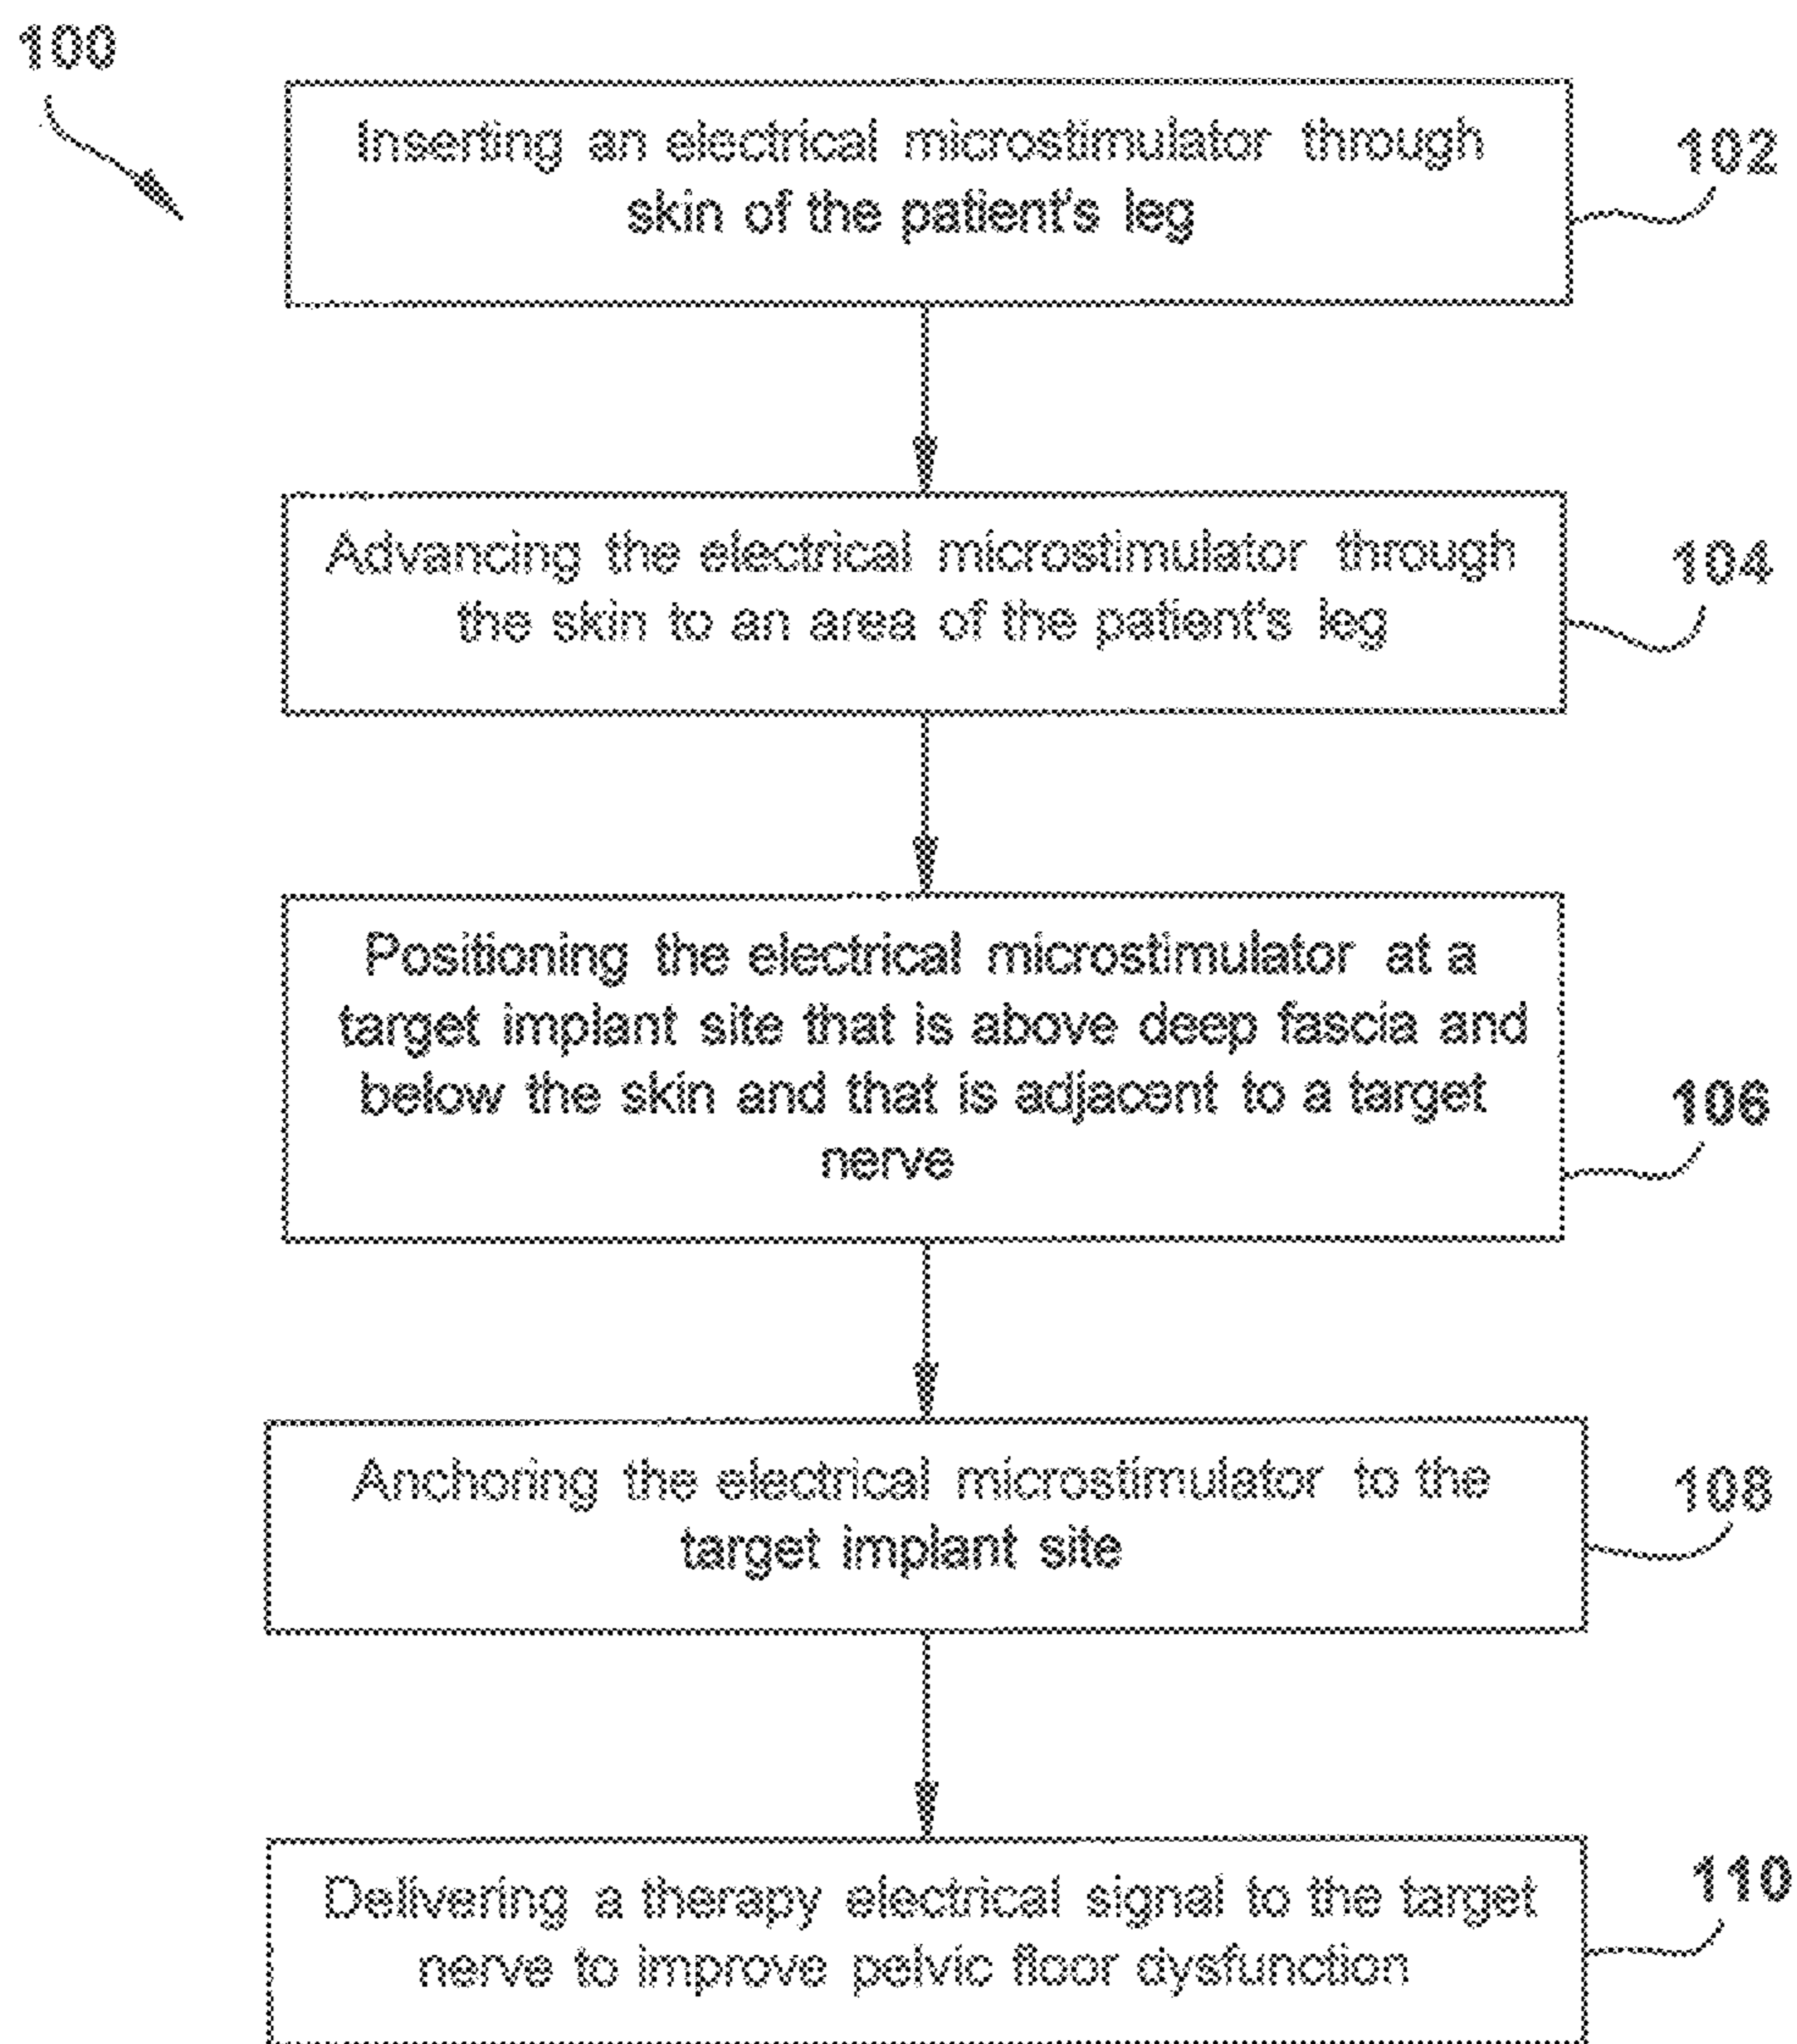 100
Inserting an electrical microstimulator through
skin of the patient's leg
102
Advancing the electrical microstimulator through
the skin to an area of the patient's leg
104
Positioning the electrical microstimulator at a
target implant site that is above deep fascia and
below the skin and that is adjacent to a target
nerve
106
Anchoring the electrical microstimulator to the
target implant site
108
Delivering a therapy electrical signal to the target
nerve to improve pelvic floor dysfunction
110